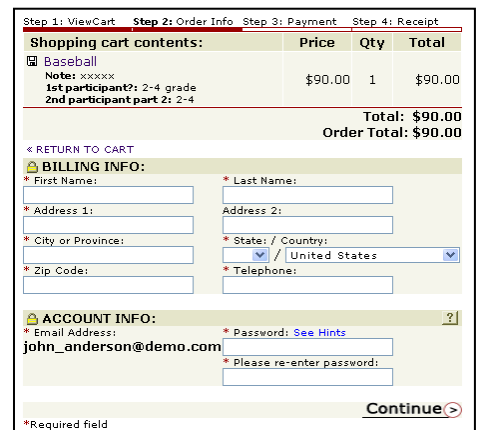 Step 1: ViewCart Step 2: Order Info Step 3: Payment Step 4: Receipt
Shopping cart contents: Price Qty Total
Baseball
Note: xxxxx
1st participant?: 2-4 grade
2nd participant part 2: 2-4
$90.00 1 $90.00
Total: $90.00
Order Total: $90.00
« RETURN TO CART
BILLING INFO:
* First Name: * Last Name:
* Address 1: Address 2:
* City or Province: * State: / Country:
/ United States
* Zip Code: * Telephone:
ACCOUNT INFO: ?
* Email Address: * Password: See Hints
john_anderson@demo.com
* Please re-enter password:
Continue
*Required field